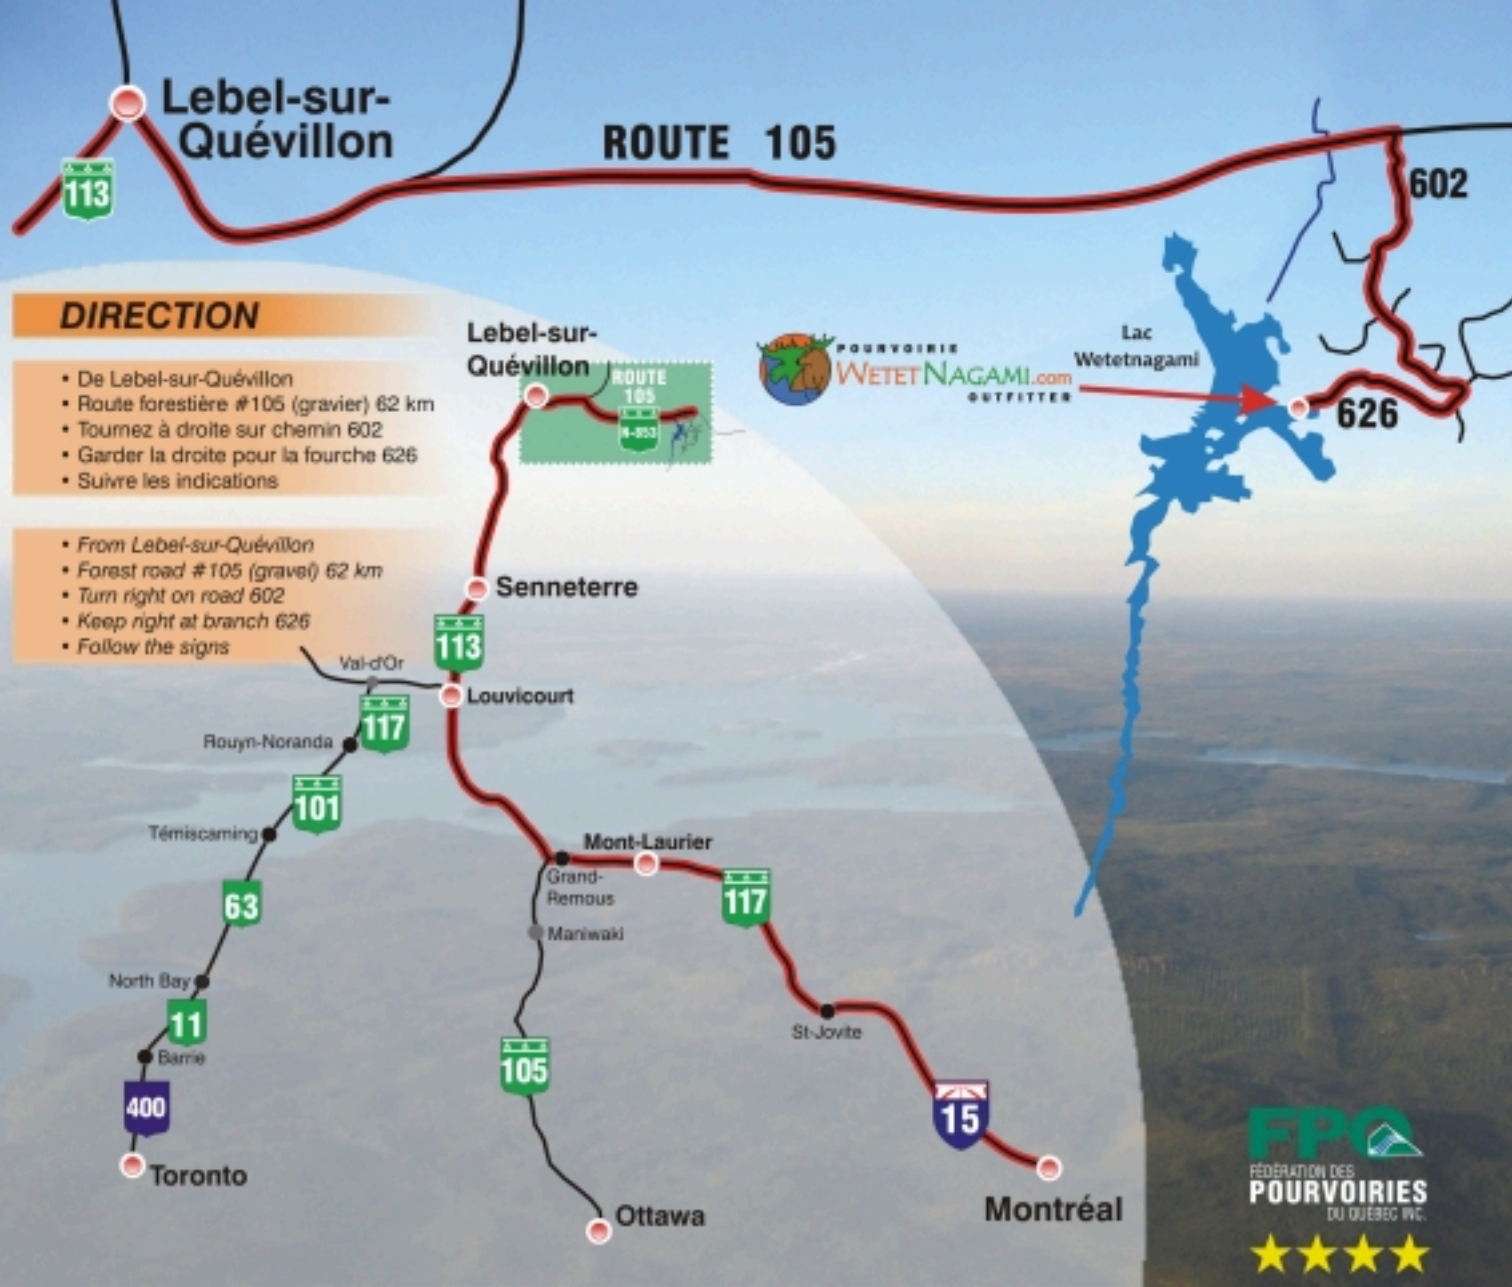 Lebel-sur-
Quévillon
ROUTE 105
113
602
DIRECTION
• De Lebel-sur-Quévillon
• Route forestière #105 (gravier) 62 km
• Tournez à droite sur chemin 602
• Garder la droite pour la fourche 626
• Suivre les indications
• From Lebel-sur-Quévillon
• Forest road #105 (gravel) 62 km
• Turn right on road 602
• Keep right at branch 626
• Follow the signs
Lebel-sur-
Quévillon
ROUTE
105
N-853
POURVOIRIE
WETETNAGAMI.com
OUTFITTER
Lac
Wetetnagami
626
Senneterre
113
Val-d'Or
Louvicourt
117
Rouyn-Noranda
101
Témiscaming
Mont-Laurier
Grand-
Remous
117
63
Maniwaki
North Bay
11
St-Jovite
Barrie
105
400
15
Toronto
Ottawa
Montréal
FPQ
FÉDÉRATION DES
POURVOIRIES
DU QUÉBEC INC.